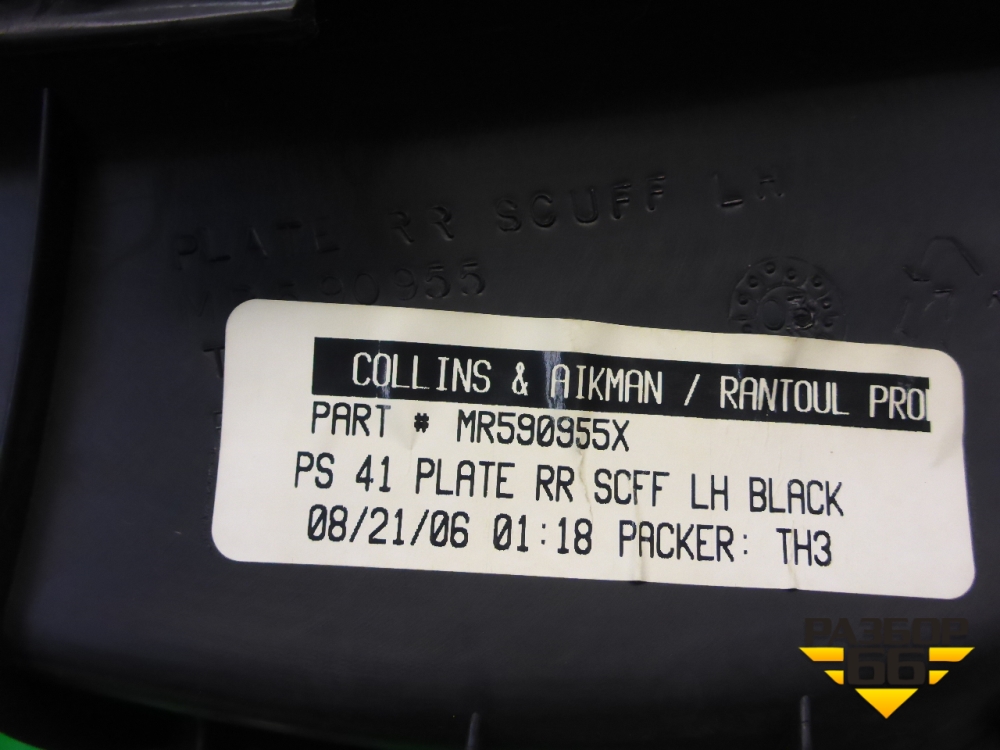 PLATE RR SCUFF LH
590955
COLLINS & AIKMAN / RANTOUL PRO
PART # MR590955X
PS 41 PLATE RR SCFF LH BLACK
08/21/06 01:18 PACKER: TH3
РАЗБОР
66